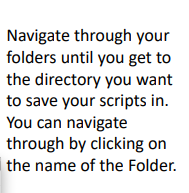 Navigate through your
folders until you get to
the directory you want
to save your scripts in.
You can navigate
through by clicking on
the name of the Folder.